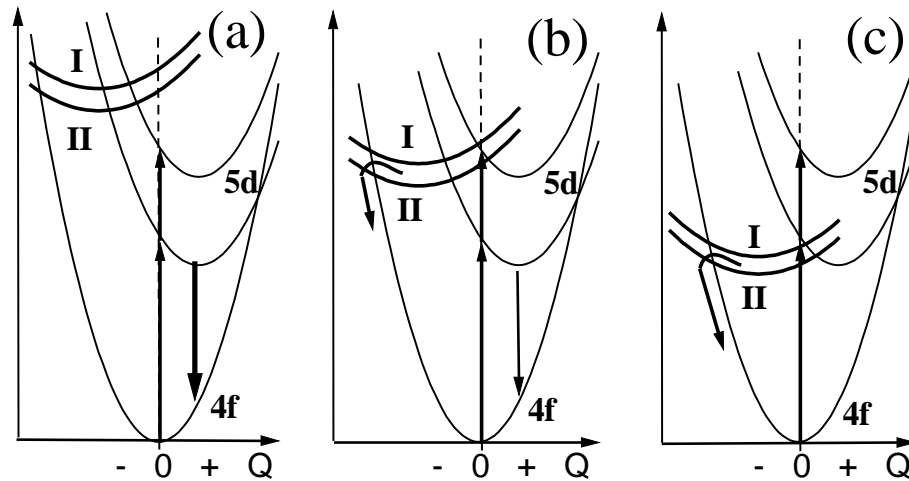 (a)
I
II
5d
4f
- 0 + Q
(b)
I
II
5d
4f
- 0 + Q
(c)
I
II
5d
4f
- 0 + Q